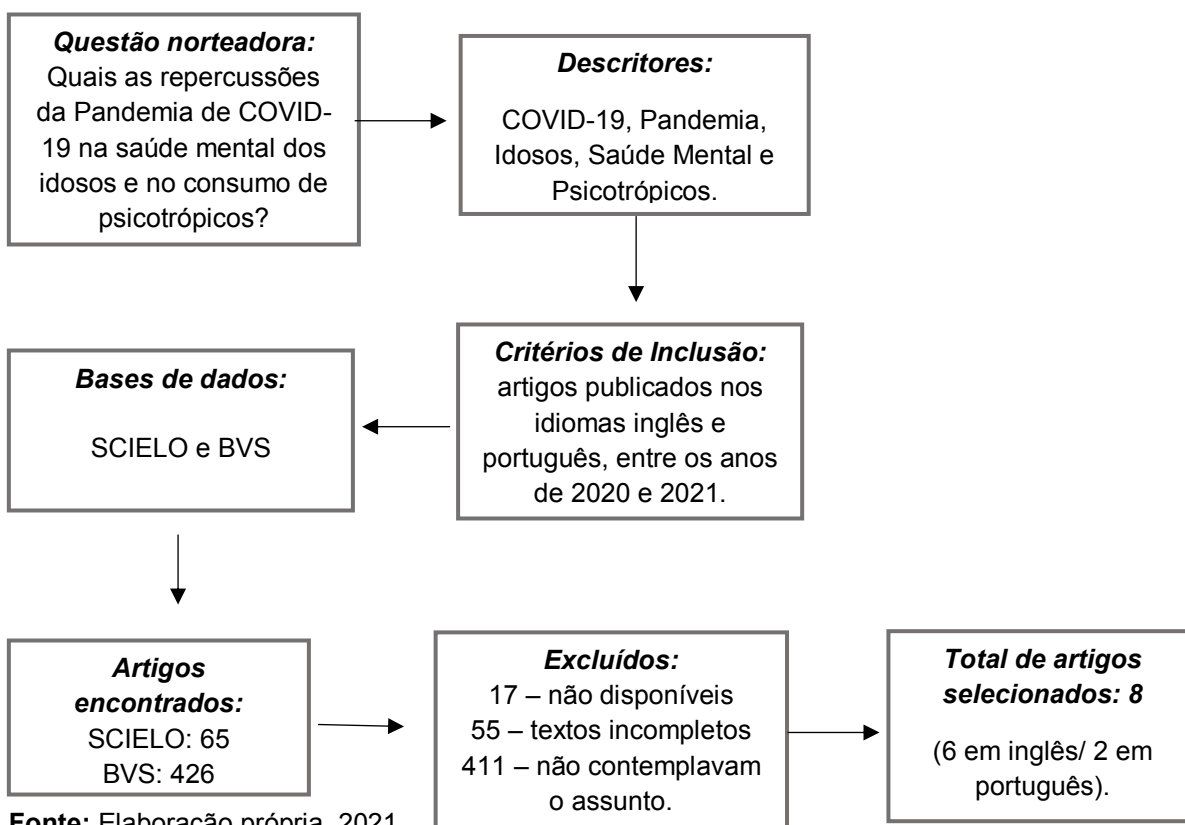 Questão norteadora:
Quais as repercussões
da Pandemia de COVID-
19 na saúde mental dos
idosos e no consumo de
psicotrópicos?
Descritores:
COVID-19, Pandemia,
Idosos, Saúde Mental e
Psicotrópicos.
Critérios de Inclusão:
artigos publicados nos
idiomas inglês e
português, entre os anos
de 2020 e 2021.
Bases de dados:
SCIELO e BVS
Artigos
encontrados:
SCIELO: 65
BVS: 426
Excluídos:
17 – não disponíveis
55 – textos incompletos
411 – não contemplavam
o assunto.
Total de artigos
selecionados: 8
(6 em inglês/ 2 em
português).
Fonte: Elaboração própria, 2021